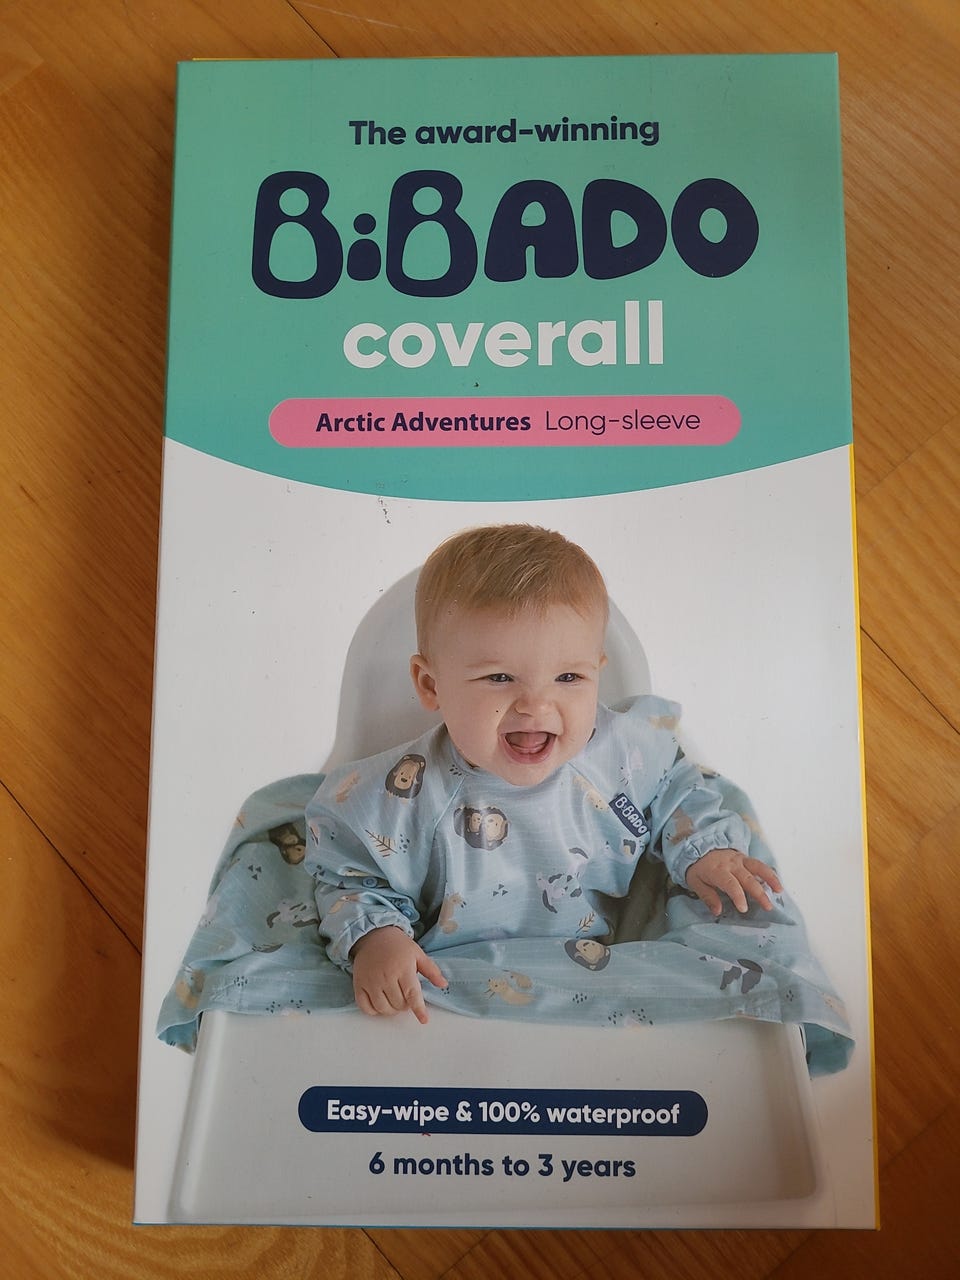 The award-winning
BiBADO
coverall
Arctic Adventures Long-sleeve
BiBADO
Easy-wipe & 100% waterproof
6 months to 3 years